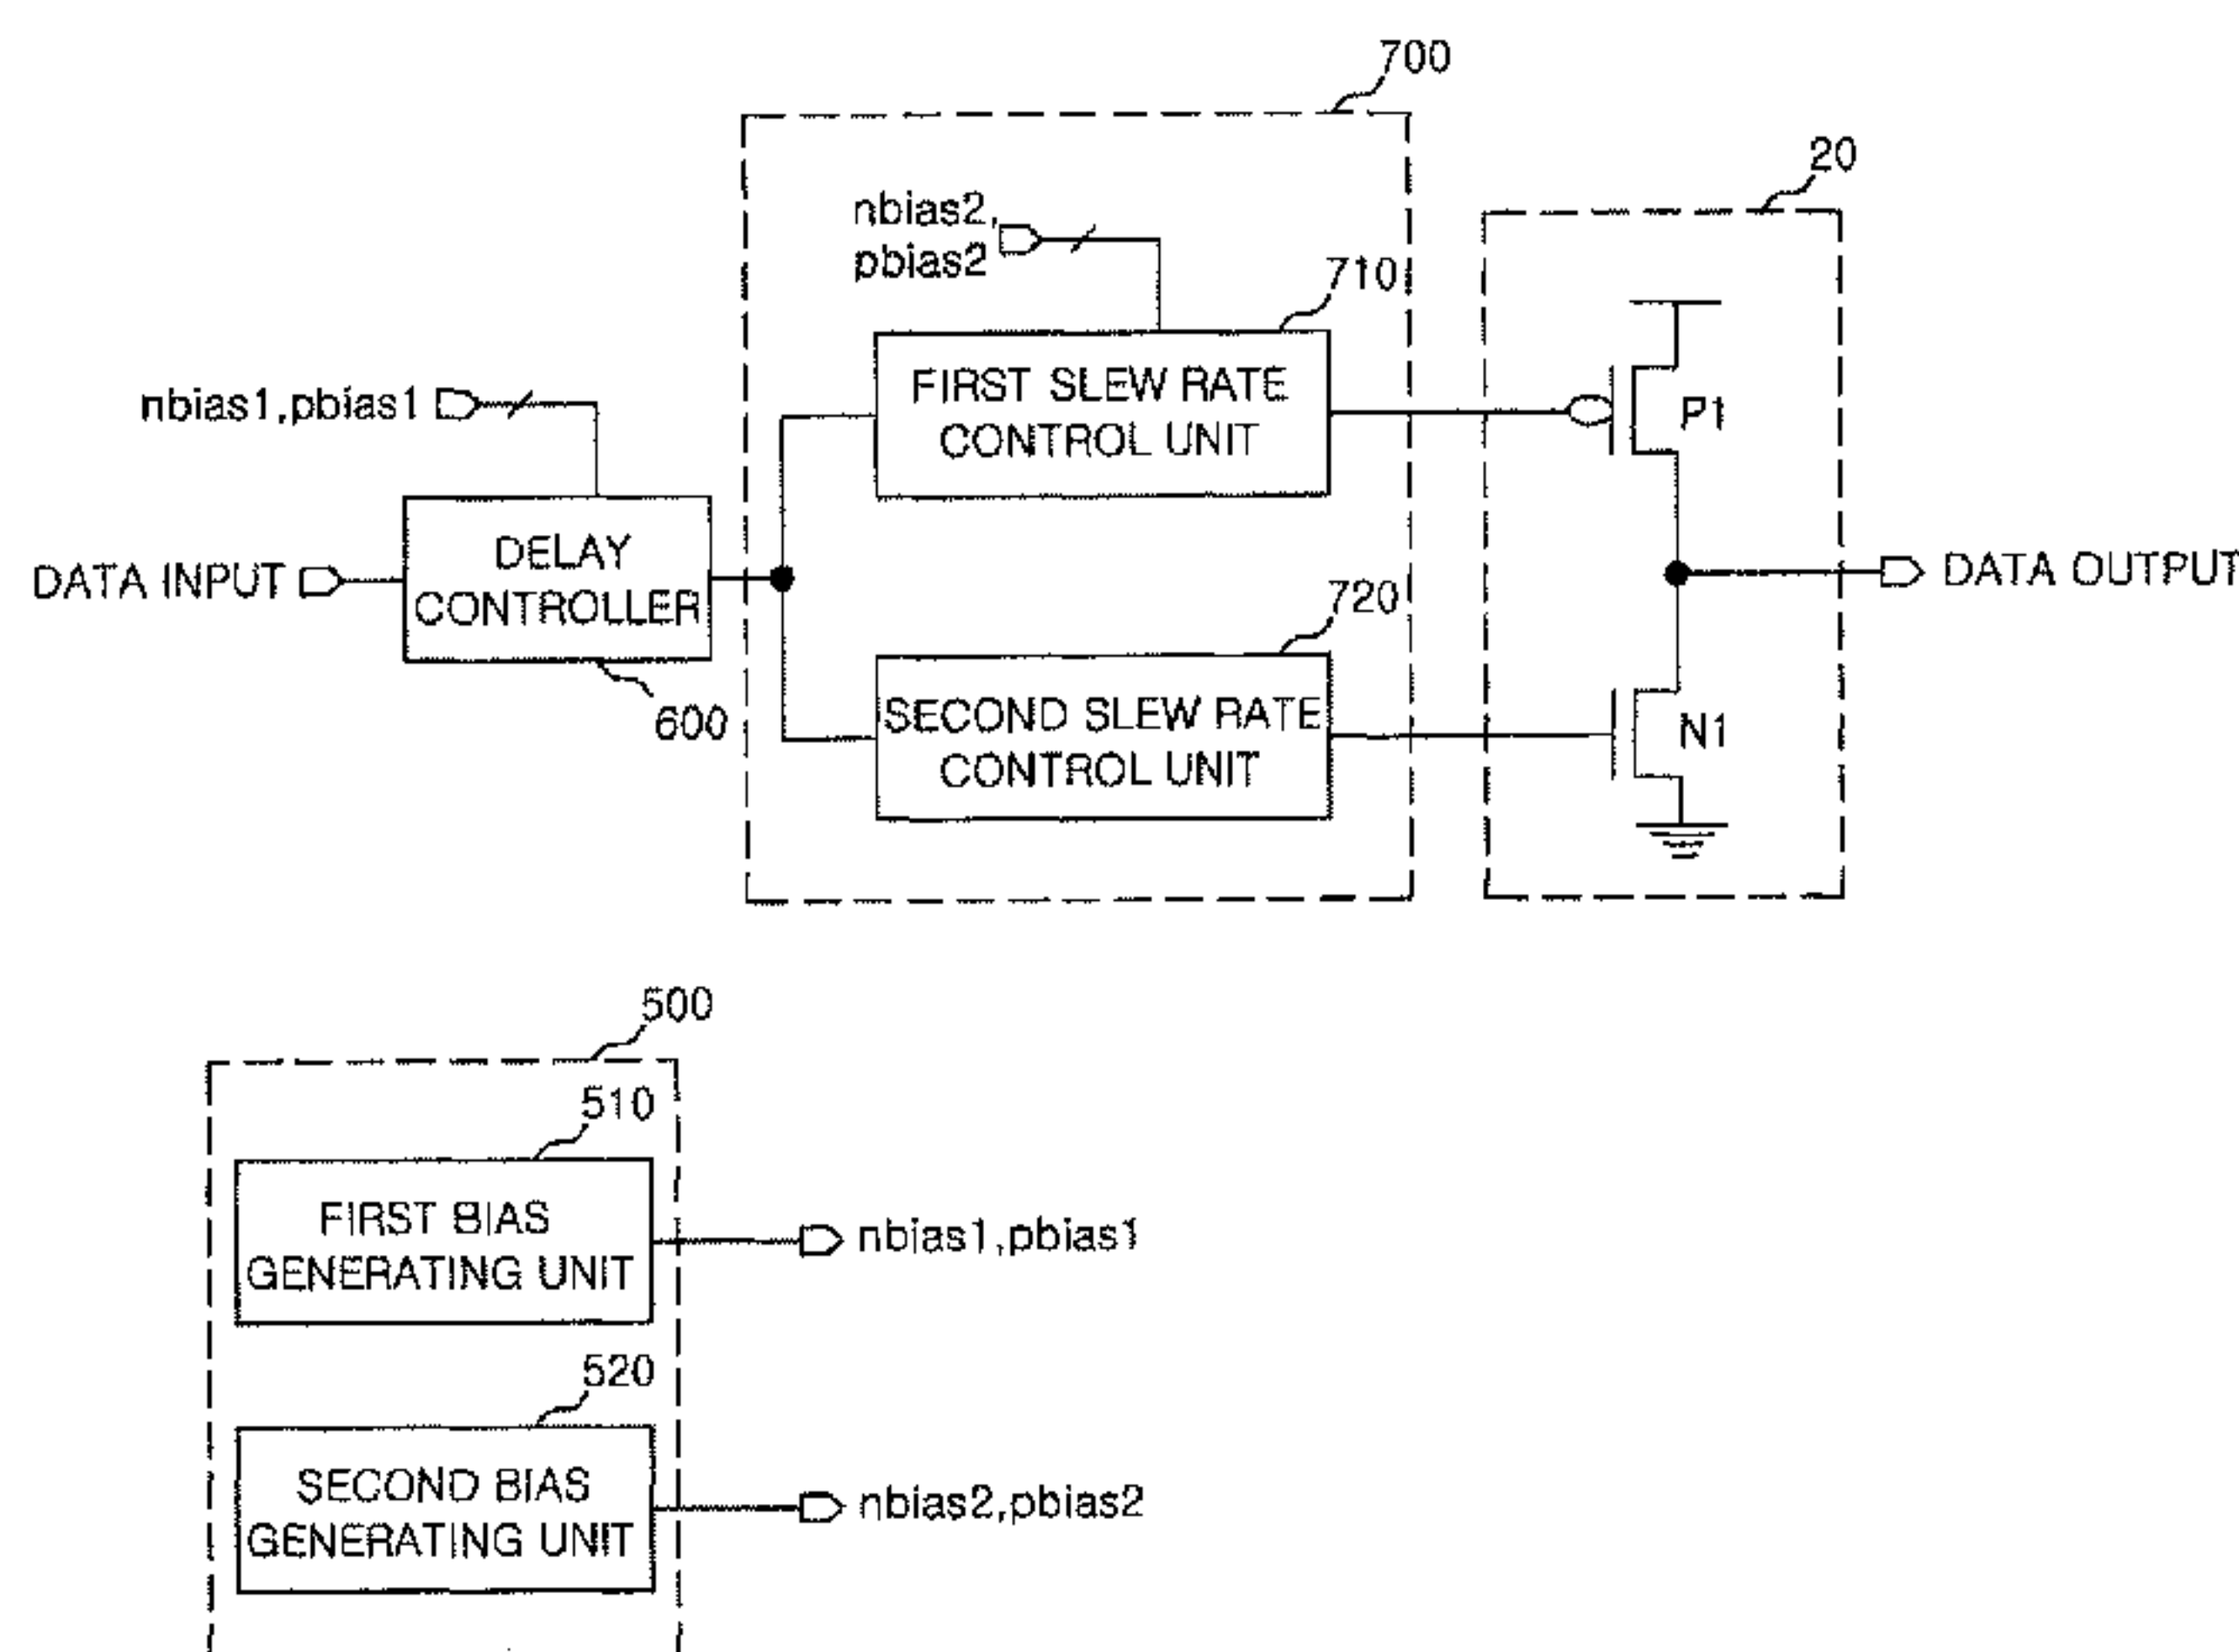 700
20
nbias2,
pbias2
710
FIRST SLEW RATE
CONTROL UNIT
P1
nbias1,pbias1
DATA INPUT
DELAY
CONTROLLER
600
DATA OUTPUT
720
SECOND SLEW RATE
CONTROL UNIT
N1
500
510
FIRST BIAS
GENERATING UNIT
nbias1,pbias1
520
SECOND BIAS
GENERATING UNIT
nbias2,pbias2